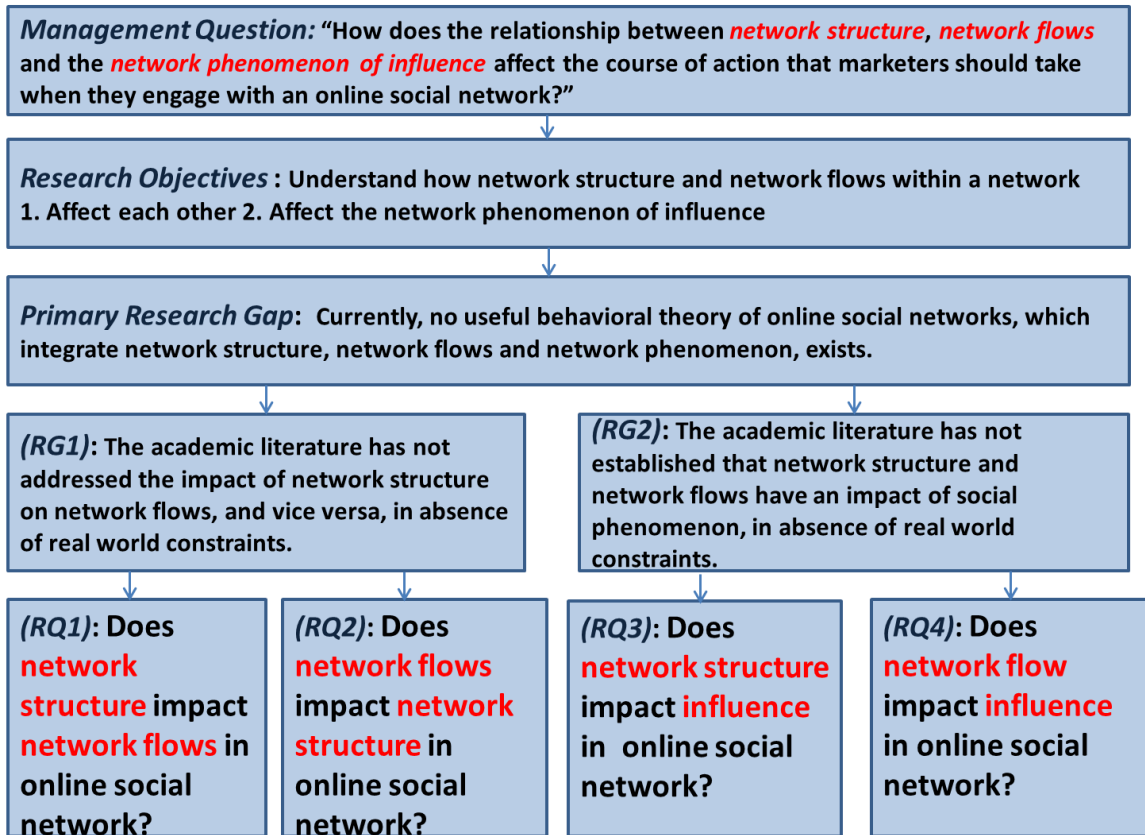 Management Question: “How does the relationship between network structure, network flows
and the network phenomenon of influence affect the course of action that marketers should take
when they engage with an online social network?”
Research Objectives : Understand how network structure and network flows within a network
1. Affect each other 2. Affect the network phenomenon of influence
Primary Research Gap: Currently, no useful behavioral theory of online social networks, which
integrate network structure, network flows and network phenomenon, exists.
(RG1): The academic literature has not
addressed the impact of network structure
on network flows, and vice versa, in absence
of real world constraints.
(RG2): The academic literature has not
established that network structure and
network flows have an impact of social
phenomenon, in absence of real world
constraints.
(RQ1): Does
network
structure impact
network flows in
online social
network?
(RQ2): Does
network flows
impact network
structure in
online social
network?
(RQ3): Does
network structure
impact influence
in online social
network?
(RQ4): Does
network flow
impact influence
in online social
network?